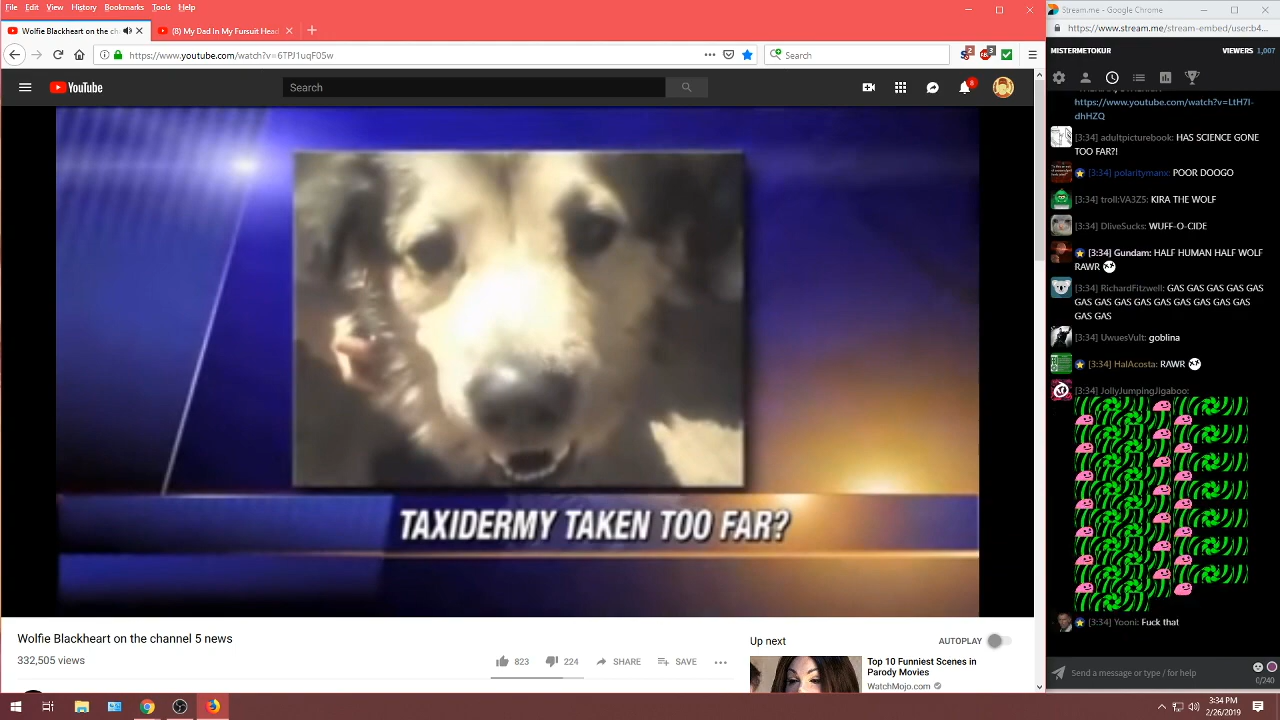 File Edit View History Bookmarks Tools Help
Wolfie Blackheart on the ch
(8) My Dad In My Fursuit Head
https://www.youtube.com/watch?v=6TPJ1uqF05w
Search
YouTube
Search
8
TAXIDERMY TAKEN TOO FAR?
Wolfie Blackheart on the channel 5 news
332,505 views
823
224
SHARE
SAVE
Up next
AUTOPLAY
Top 10 Funniest Scenes in
Parody Movies
WatchMojo.com
Stream.me - Google Chrome
https://www.stream.me/stream-embed/user:b4...
MISTERMETOKUR
VIEWERS 1,007
https://www.youtube.com/watch?v=LtH7I-
dhHZQ
[3:34] adultpicturebook: HAS SCIENCE GONE
TOO FAR?!
[3:34] polaritymanx: POOR DOOGO
[3:34] troll:VA3Z5: KIRA THE WOLF
[3:34] DliveSucks: WUFF-O-CIDE
[3:34] Gundam: HALF HUMAN HALF WOLF
RAWR
[3:34] RichardFitzwell: GAS GAS GAS GAS GAS
GAS GAS GAS GAS GAS GAS GAS GAS GAS
GAS GAS
[3:34] UwuesVult: goblina
[3:34] HalAcosta: RAWR
[3:34] JollyJumpingJigaboo:
[3:34] Yooni: Fuck that
Send a message or type / for help
0/240
3:34 PM
2/26/2019